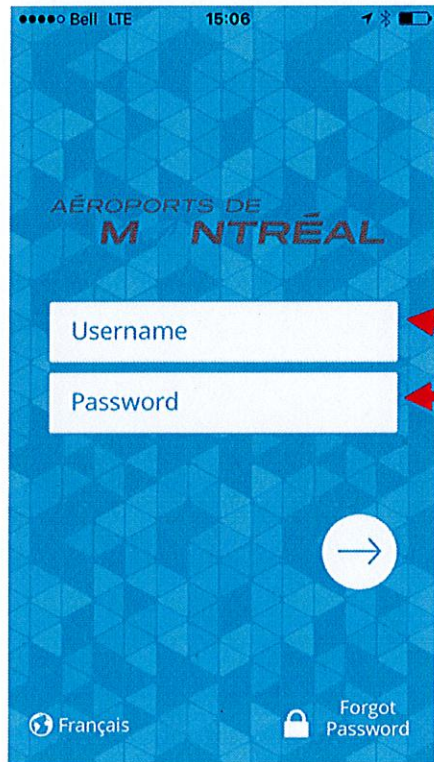 Bell LTE 15:06
AÉROPORTS DE
M NTRÉAL
Username
Password
Français
Forgot
Password